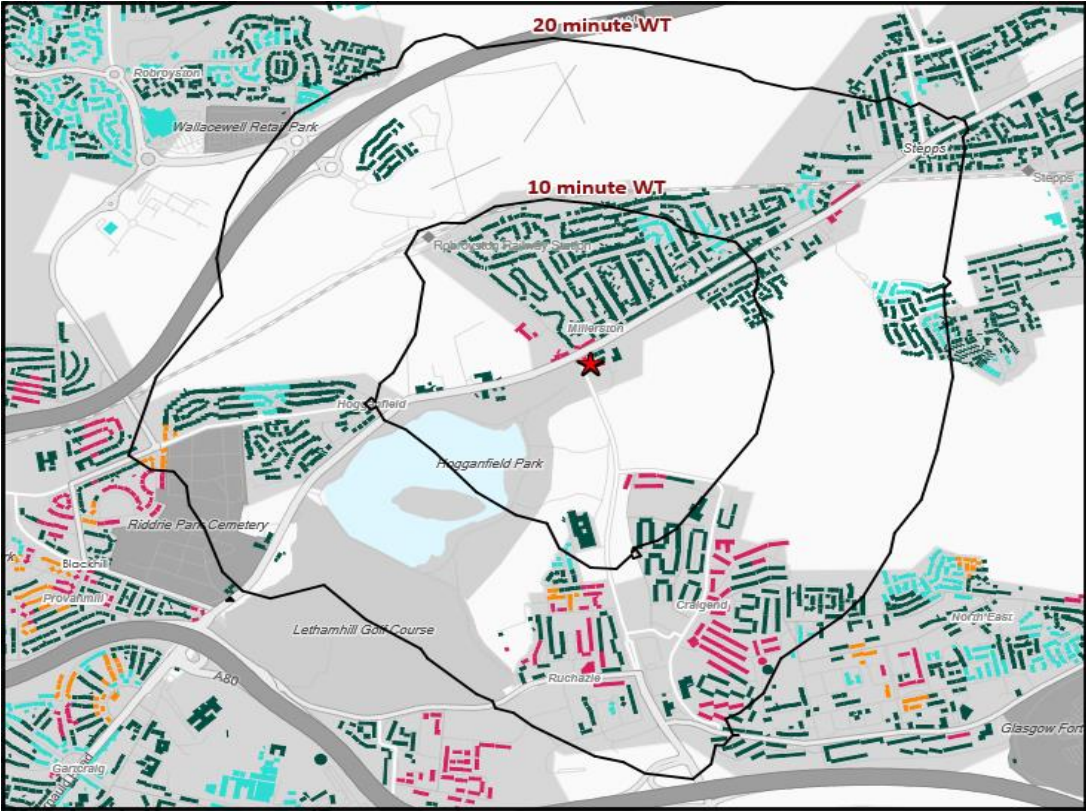 20 minute WT
Robroyston
Wallacewell Retail Park
Stepps
Stepps
10 minute WT
Robroyston Railway Station
Millerston
Hogganfield
Hogganfield Park
Riddrie Park Cemetery
Blackhill
Provanmill
Craigend
North East
Lethamhill Golf Course
Ruchazie
A80
Glasgow Fort
Gartcraig